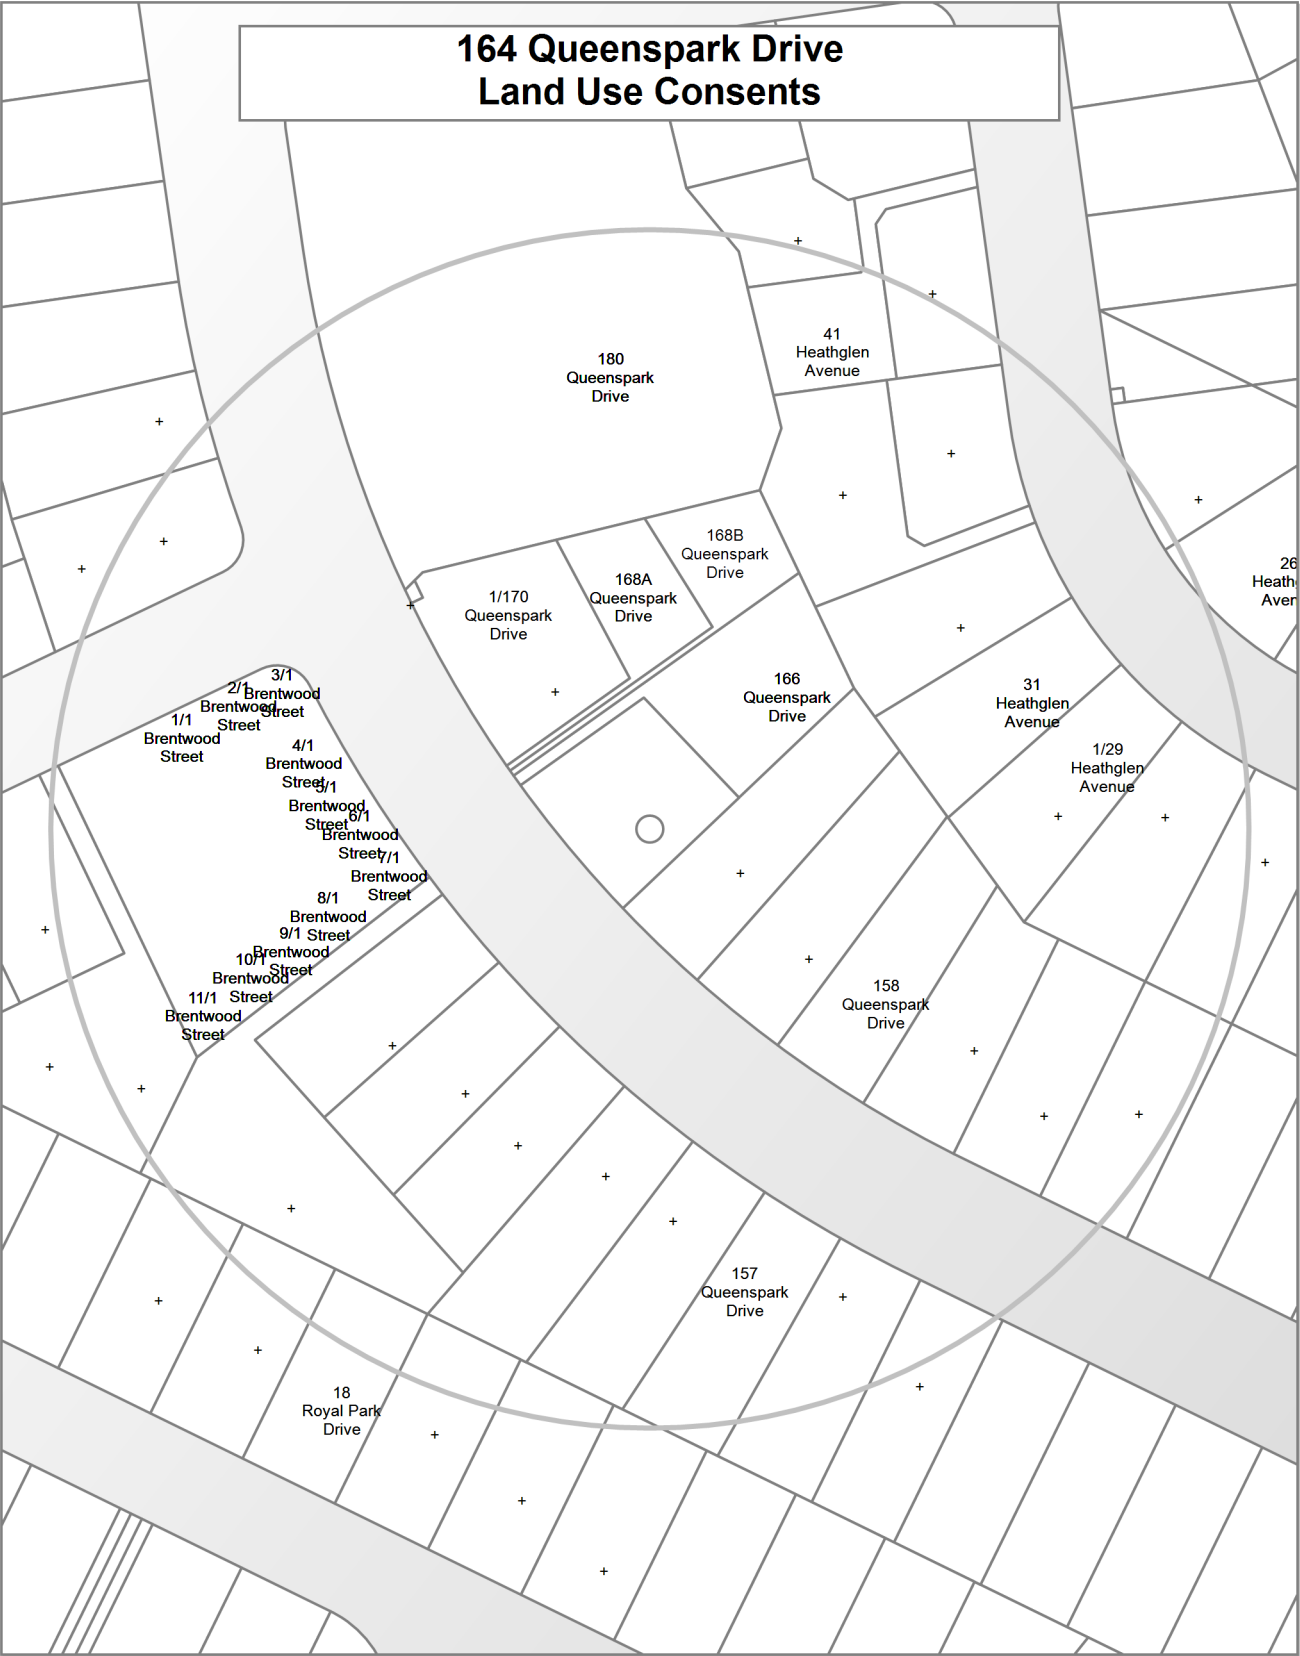 164 Queenspark Drive
Land Use Consents
41
Heathglen
Avenue
180
Queenspark
Drive
168B
Queenspark
Drive
168A
Queenspark
Drive
1/170
Queenspark
Drive
26
Heath
Aven
166
Queenspark
Drive
31
Heathglen
Avenue
1/29
Heathglen
Avenue
3/1
Brentwood
Street
2/1
Brentwood
Street
1/1
Brentwood
Street
4/1
Brentwood
Street
5/1
Brentwood
Street
6/1
Brentwood
Street
7/1
Brentwood
Street
8/1
Brentwood
Street
9/1
Brentwood
Street
10/1
Brentwood
Street
11/1
Brentwood
Street
158
Queenspark
Drive
157
Queenspark
Drive
18
Royal Park
Drive